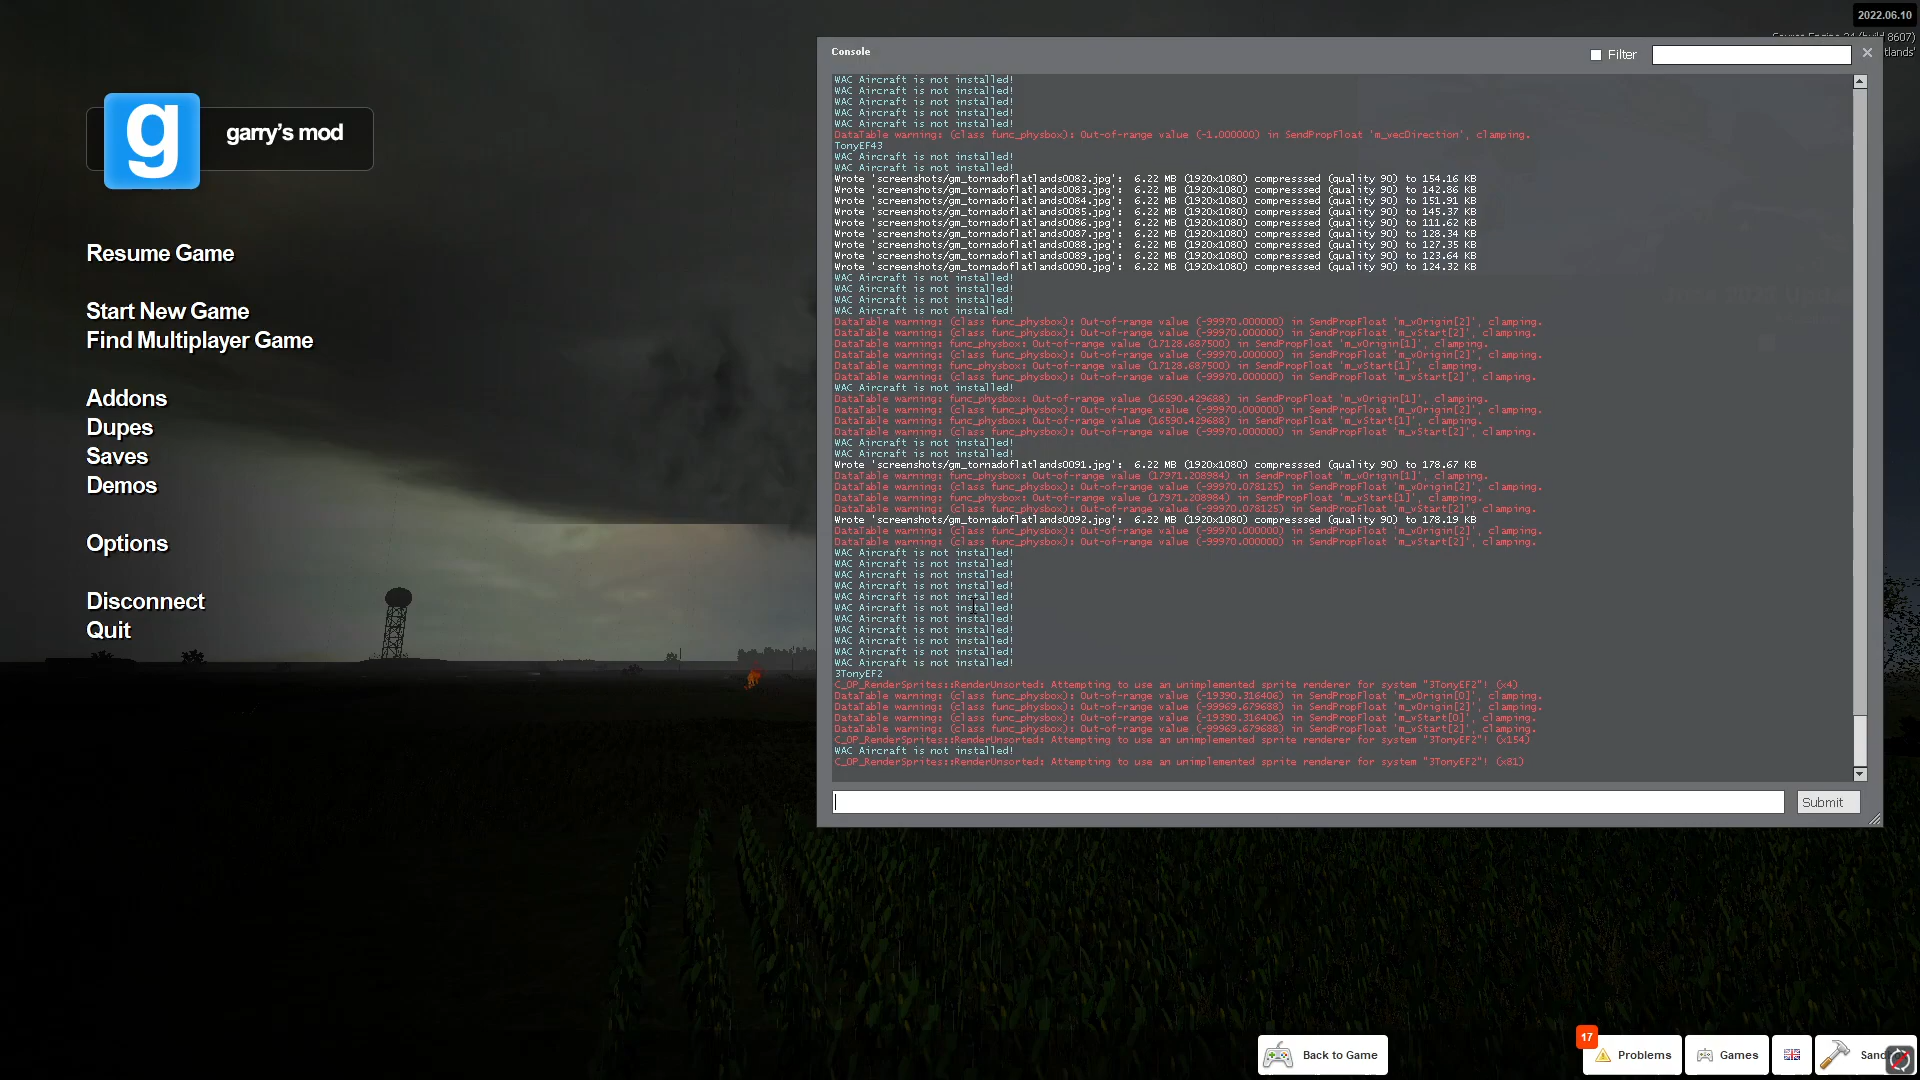 2022.06.10
Console
Filter
8607)
tlands'
g garry's mod
Resume Game
Start New Game
Find Multiplayer Game
Addons
Dupes
Saves
Demos
Options
Disconnect
Quit
WAC Aircraft is not installed!
WAC Aircraft is not installed!
WAC Aircraft is not installed!
WAC Aircraft is not installed!
WAC Aircraft is not installed!
DataTable warning: (class func_physbox): Out-of-range value (-1.000000) in SendPropFloat 'm_vecDirection', clamping.
TonyEF43
WAC Aircraft is not installed!
WAC Aircraft is not installed!
Wrote 'screenshots/gm_tornadoflatlands0082.jpg': 6.22 MB (1920x1080) compresssed (quality 90) to 154.16 KB
Wrote 'screenshots/gm_tornadoflatlands0083.jpg': 6.22 MB (1920x1080) compresssed (quality 90) to 142.86 KB
Wrote 'screenshots/gm_tornadoflatlands0084.jpg': 6.22 MB (1920x1080) compresssed (quality 90) to 151.91 KB
Wrote 'screenshots/gm_tornadoflatlands0085.jpg': 6.22 MB (1920x1080) compresssed (quality 90) to 145.37 KB
Wrote 'screenshots/gm_tornadoflatlands0086.jpg': 6.22 MB (1920x1080) compresssed (quality 90) to 111.62 KB
Wrote 'screenshots/gm_tornadoflatlands0087.jpg': 6.22 MB (1920x1080) compresssed (quality 90) to 128.34 KB
Wrote 'screenshots/gm_tornadoflatlands0088.jpg': 6.22 MB (1920x1080) compresssed (quality 90) to 127.35 KB
Wrote 'screenshots/gm_tornadoflatlands0089.jpg': 6.22 MB (1920x1080) compresssed (quality 90) to 123.64 KB
Wrote 'screenshots/gm_tornadoflatlands0090.jpg': 6.22 MB (1920x1080) compresssed (quality 90) to 124.32 KB
WAC Aircraft is not installed!
WAC Aircraft is not installed!
WAC Aircraft is not installed!
WAC Aircraft is not installed!
DataTable warning: (class func_physbox): Out-of-range value (-99970.000000) in SendPropFloat 'm_vOrigin[2]', clamping.
DataTable warning: (class func_physbox): Out-of-range value (-99970.000000) in SendPropFloat 'm_vStart[2]', clamping.
DataTable warning: func_physbox: Out-of-range value (17128.687500) in SendPropFloat 'm_vOrigin[1]', clamping.
DataTable warning: (class func_physbox): Out-of-range value (-99970.000000) in SendPropFloat 'm_vOrigin[2]', clamping.
DataTable warning: func_physbox: Out-of-range value (17128.687500) in SendPropFloat 'm_vStart[1]', clamping.
DataTable warning: (class func_physbox): Out-of-range value (-99970.000000) in SendPropFloat 'm_vStart[2]', clamping.
WAC Aircraft is not installed!
DataTable warning: func_physbox: Out-of-range value (16590.429688) in SendPropFloat 'm_vOrigin[1]', clamping.
DataTable warning: (class func_physbox): Out-of-range value (-99970.000000) in SendPropFloat 'm_vOrigin[2]', clamping.
DataTable warning: func_physbox: Out-of-range value (16590.429688) in SendPropFloat 'm_vStart[1]', clamping.
DataTable warning: (class func_physbox): Out-of-range value (-99970.000000) in SendPropFloat 'm_vStart[2]', clamping.
WAC Aircraft is not installed!
WAC Aircraft is not installed!
Wrote 'screenshots/gm_tornadoflatlands0091.jpg': 6.22 MB (1920x1080) compresssed (quality 90) to 178.67 KB
DataTable warning: func_physbox: Out-of-range value (17971.208984) in SendPropFloat 'm_vOrigin[1]', clamping.
DataTable warning: (class func_physbox): Out-of-range value (-99970.078125) in SendPropFloat 'm_vOrigin[2]', clamping.
DataTable warning: func_physbox: Out-of-range value (17971.208984) in SendPropFloat 'm_vStart[1]', clamping.
DataTable warning: (class func_physbox): Out-of-range value (-99970.078125) in SendPropFloat 'm_vStart[2]', clamping.
Wrote 'screenshots/gm_tornadoflatlands0092.jpg': 6.22 MB (1920x1080) compresssed (quality 90) to 178.19 KB
DataTable warning: (class func_physbox): Out-of-range value (-99970.000000) in SendPropFloat 'm_vOrigin[2]', clamping.
DataTable warning: (class func_physbox): Out-of-range value (-99970.000000) in SendPropFloat 'm_vStart[2]', clamping.
WAC Aircraft is not installed!
WAC Aircraft is not installed!
WAC Aircraft is not installed!
WAC Aircraft is not installed!
WAC Aircraft is not installed!
WAC Aircraft is not installed!
WAC Aircraft is not installed!
WAC Aircraft is not installed!
WAC Aircraft is not installed!
WAC Aircraft is not installed!
WAC Aircraft is not installed!
3TonyEF2
C_OP_RenderSprites::RenderUnsorted: Attempting to use an unimplemented sprite renderer for system "3TonyEF2"! (x4)
DataTable warning: (class func_physbox): Out-of-range value (-19390.316406) in SendPropFloat 'm_vOrigin[0]', clamping.
DataTable warning: (class func_physbox): Out-of-range value (-99969.679688) in SendPropFloat 'm_vOrigin[2]', clamping.
DataTable warning: (class func_physbox): Out-of-range value (-19390.316406) in SendPropFloat 'm_vStart[0]', clamping.
DataTable warning: (class func_physbox): Out-of-range value (-99969.679688) in SendPropFloat 'm_vStart[2]', clamping.
C_OP_RenderSprites::RenderUnsorted: Attempting to use an unimplemented sprite renderer for system "3TonyEF2"! (x154)
WAC Aircraft is not installed!
C_OP_RenderSprites::RenderUnsorted: Attempting to use an unimplemented sprite renderer for system "3TonyEF2"! (x81)
Submit
Back to Game
17
Problems
Games
Sand